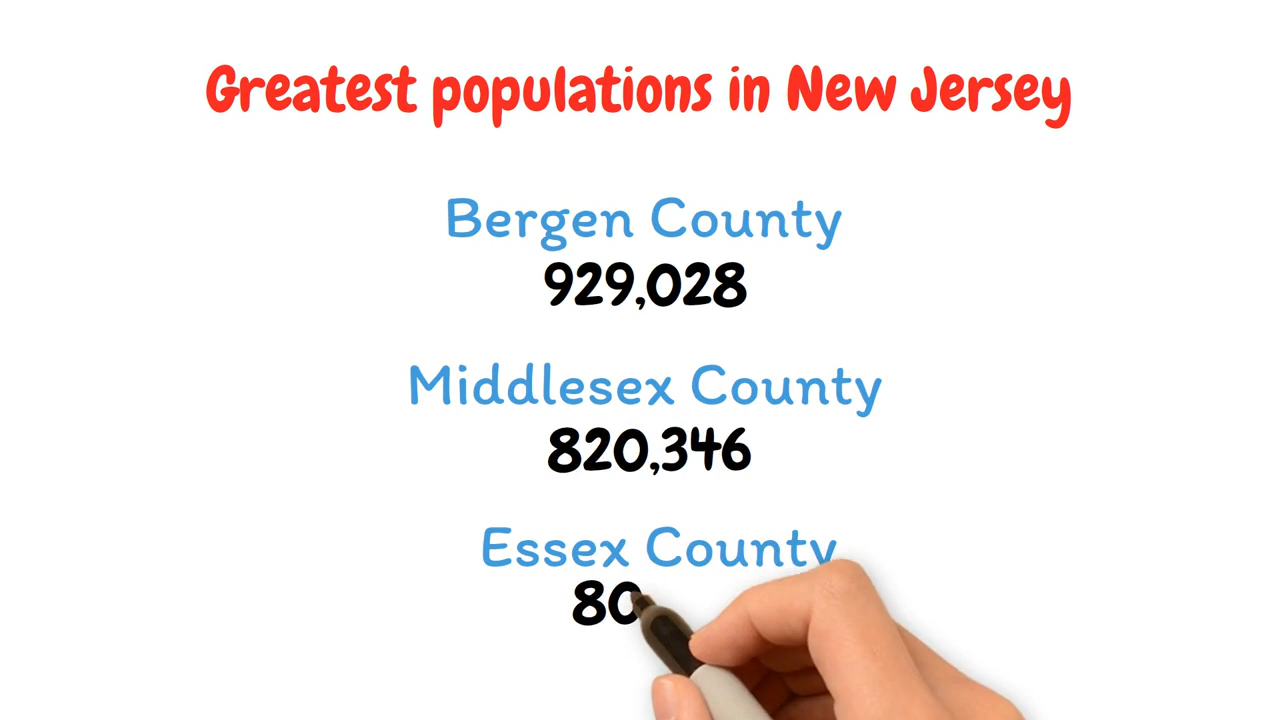 Greatest populations in New Jersey
Bergen County
929,028
Middlesex County
820,346
Essex County
80